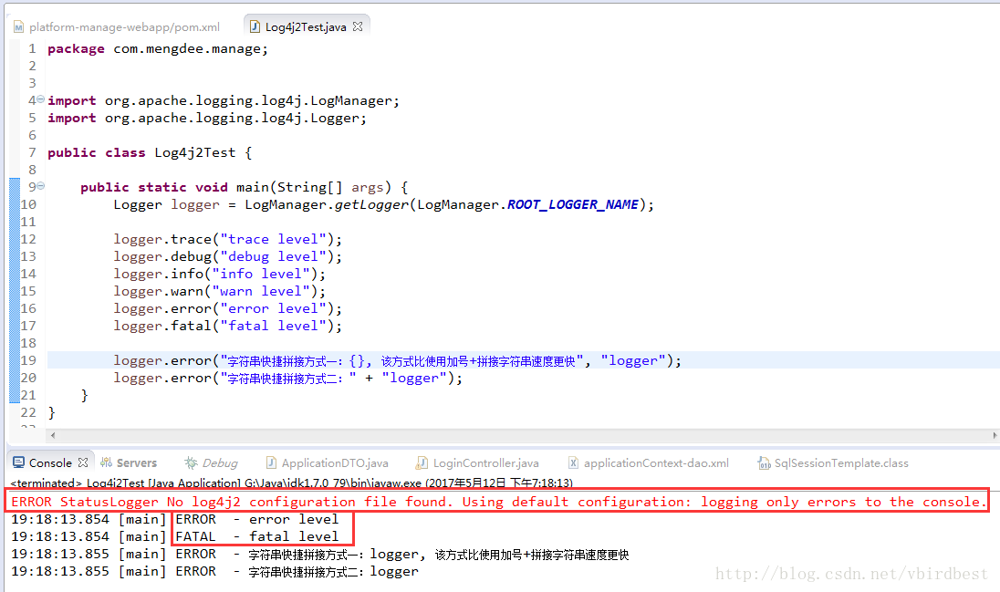 platform-manage-webapp/pom.xml Log4j2Test.java
1 package com.mengdee.manage;
2
3
4 import org.apache.logging.log4j.LogManager;
5 import org.apache.logging.log4j.Logger;
6
7 public class Log4j2Test {
8
9 public static void main(String[] args) {
10 Logger logger = LogManager.getLogger(LogManager.ROOT_LOGGER_NAME);
11
12 logger.trace("trace level");
13 logger.debug("debug level");
14 logger.info("info level");
15 logger.warn("warn level");
16 logger.error("error level");
17 logger.fatal("fatal level");
18
19 logger.error("字符串快捷拼接方式一：{}, 该方式比使用加号+拼接字符串速度更快", "logger");
20 logger.error("字符串快捷拼接方式二：" + "logger");
21 }
22 }
23
Console Servers Debug ApplicationDTO.java LoginController.java applicationContext-dao.xml SqlSessionTemplate.class
<terminated> Log4j2Test [Java Application] G:\Java\jdk1.7.0_79\bin\javaw.exe (2017年5月12日 下午7:18:13)
ERROR StatusLogger No log4j2 configuration file found. Using default configuration: logging only errors to the console.
19:18:13.854 [main] ERROR - error level
19:18:13.854 [main] FATAL - fatal level
19:18:13.855 [main] ERROR - 字符串快捷拼接方式一：logger, 该方式比使用加号+拼接字符串速度更快
19:18:13.855 [main] ERROR - 字符串快捷拼接方式二：logger
http://blog.csdn.net/vbirdbest